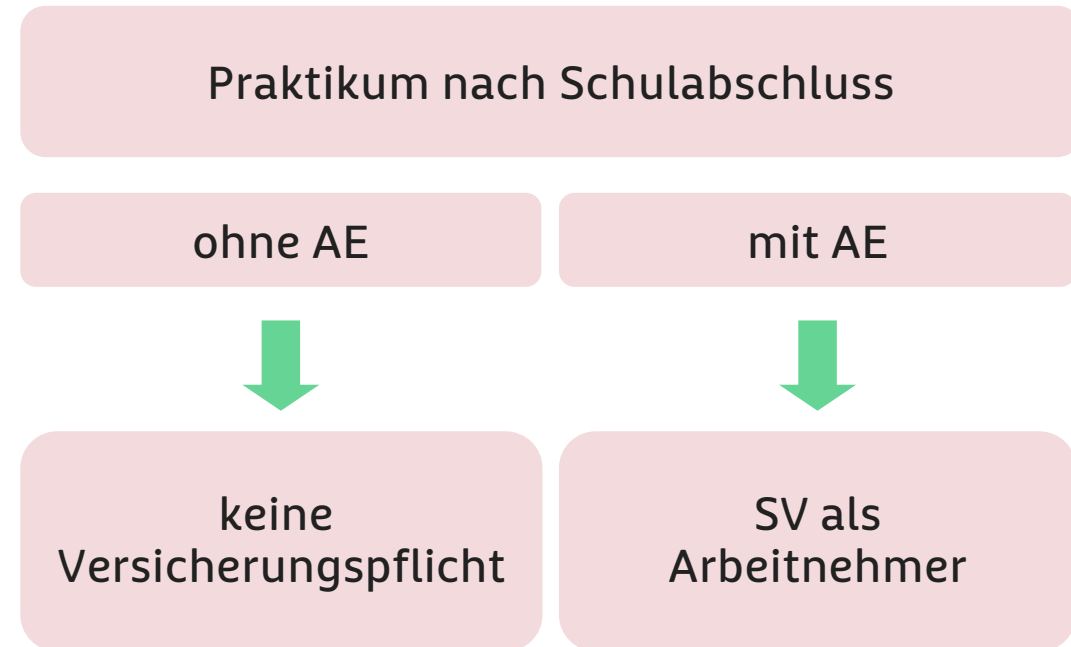 Praktikum nach Schulabschluss
ohne AE
mit AE
keine
Versicherungspflicht
SV als
Arbeitnehmer